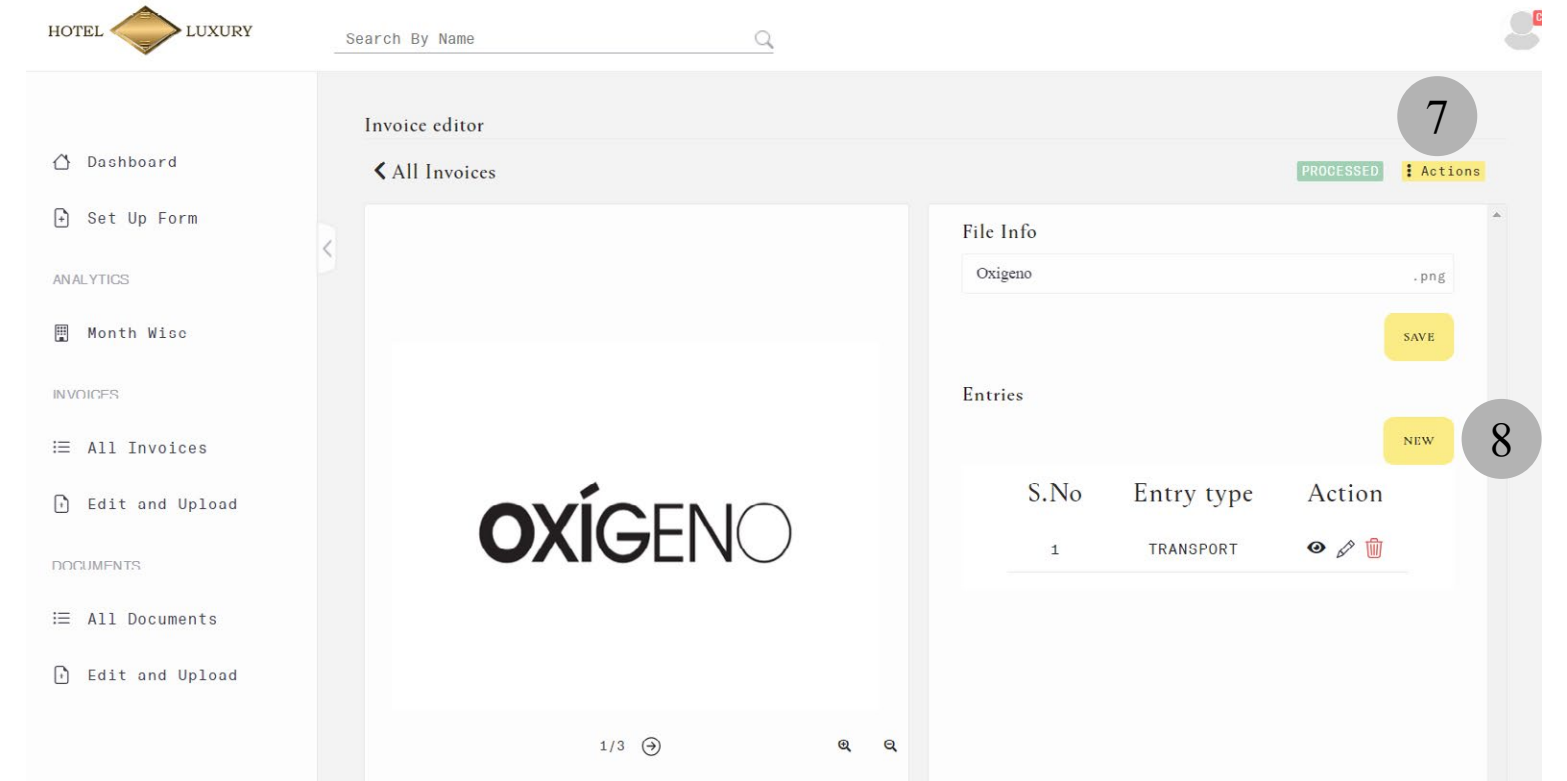 HOTEL LUXURY
Search By Name
C
7
Invoice editor
All Invoices
PROCESSED
Actions
Dashboard
Set Up Form
ANALYTICS
Month Wise
INVOICES
All Invoices
Edit and Upload
DOCUMENTS
All Documents
Edit and Upload
OXÍGENO
1/3
File Info
Oxigeno .png
SAVE
Entries
NEW
8
S.No Entry type Action
1 TRANSPORT